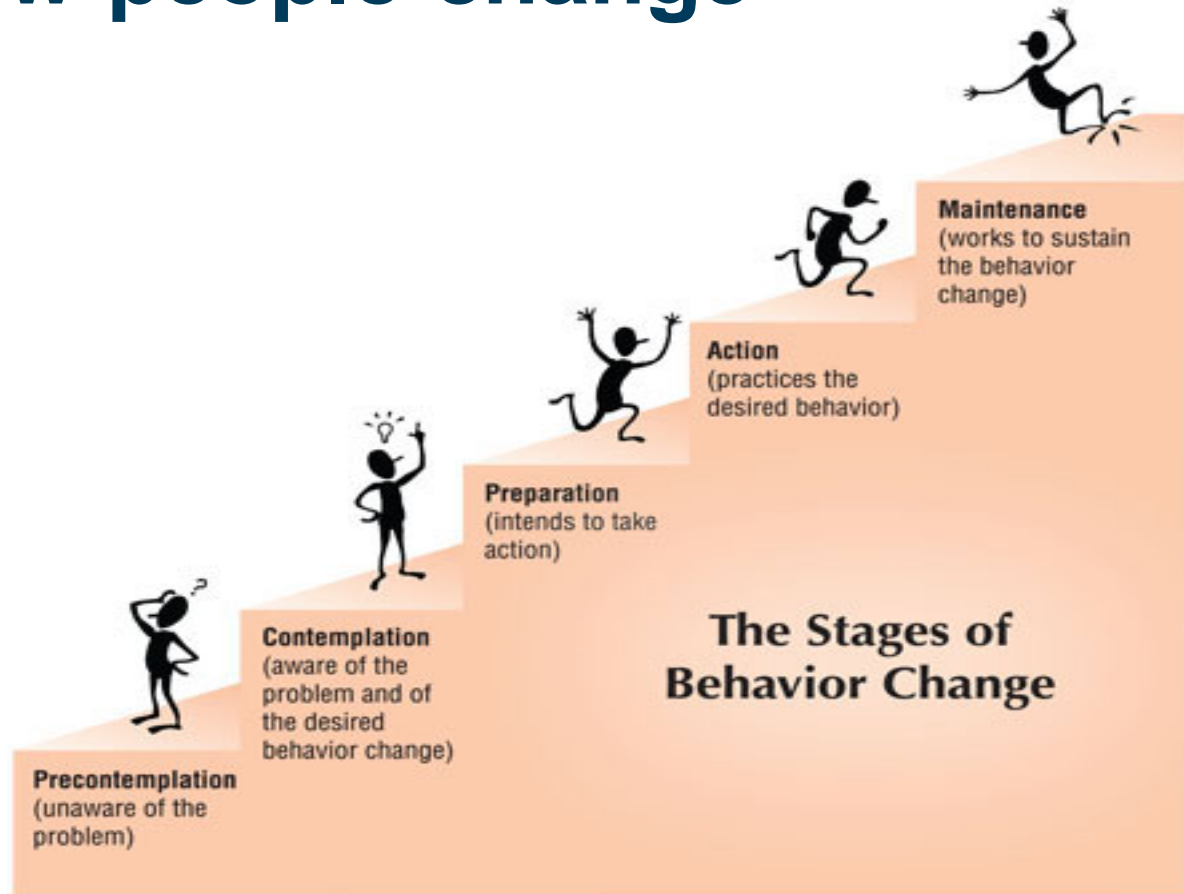 people change
Maintenance
(works to sustain
the behavior
change)
Action
(practices the
desired behavior)
Preparation
(intends to take
action)
Contemplation
(aware of the
problem and of
the desired
behavior change)
Precontemplation
(unaware of the
problem)
The Stages of
Behavior Change
?